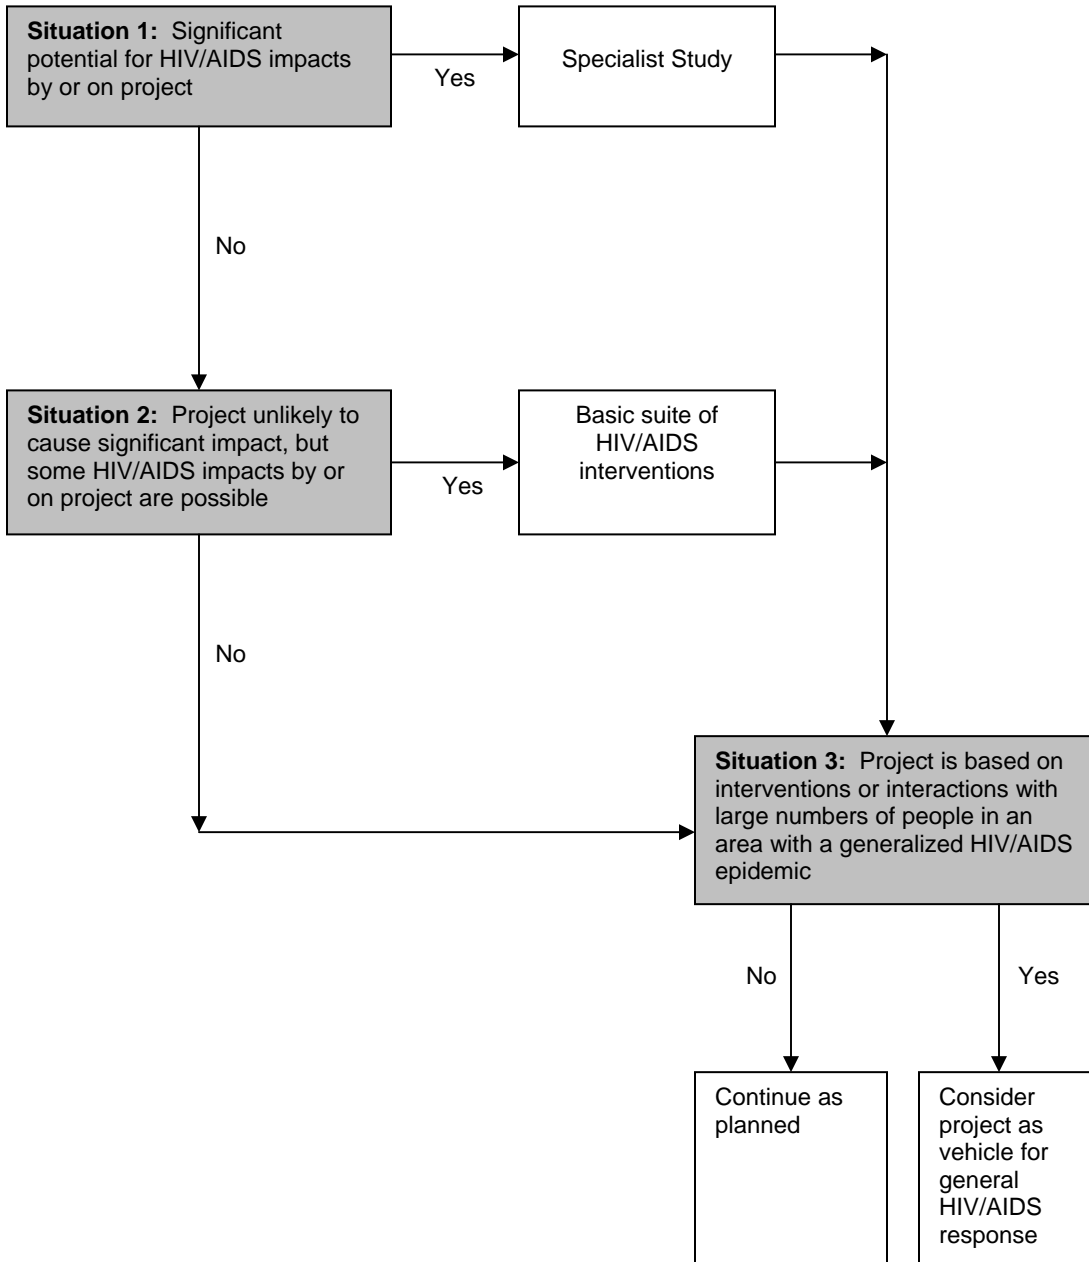 Situation 1: Significant
potential for HIV/AIDS impacts
by or on project
Yes
Specialist Study
No
Situation 2: Project unlikely to
cause significant impact, but
some HIV/AIDS impacts by or
on project are possible
Yes
Basic suite of
HIV/AIDS
interventions
No
Situation 3: Project is based on
interventions or interactions with
large numbers of people in an
area with a generalized HIV/AIDS
epidemic
No
Yes
Continue as
planned
Consider
project as
vehicle for
general
HIV/AIDS
response